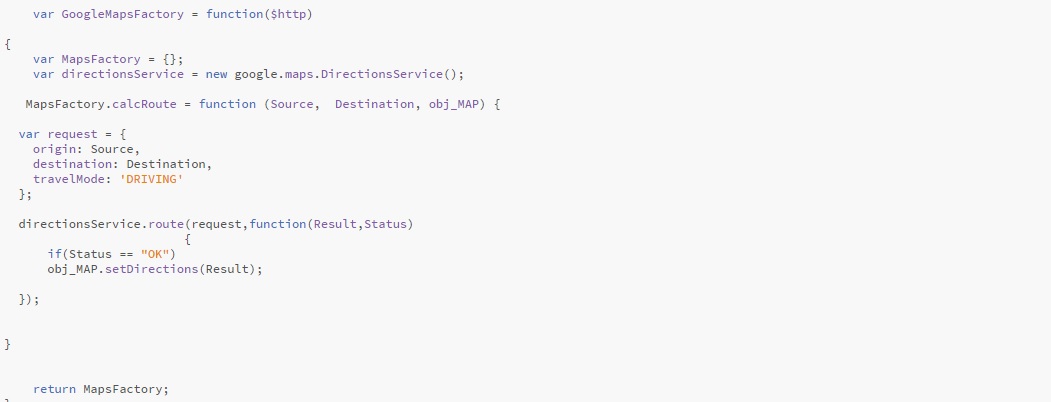 var GoogleMapsFactory = function($http)
{
var MapsFactory = {};
var directionsService = new google.maps.DirectionsService();
MapsFactory.calcRoute = function (Source,  Destination, obj_MAP) {
var request = {
origin: Source,
destination: Destination,
travelMode: 'DRIVING'
};
directionsService.route(request,function(Result,Status)
{
if(Status == "OK")
obj_MAP.setDirections(Result);
});
}
return MapsFactory;